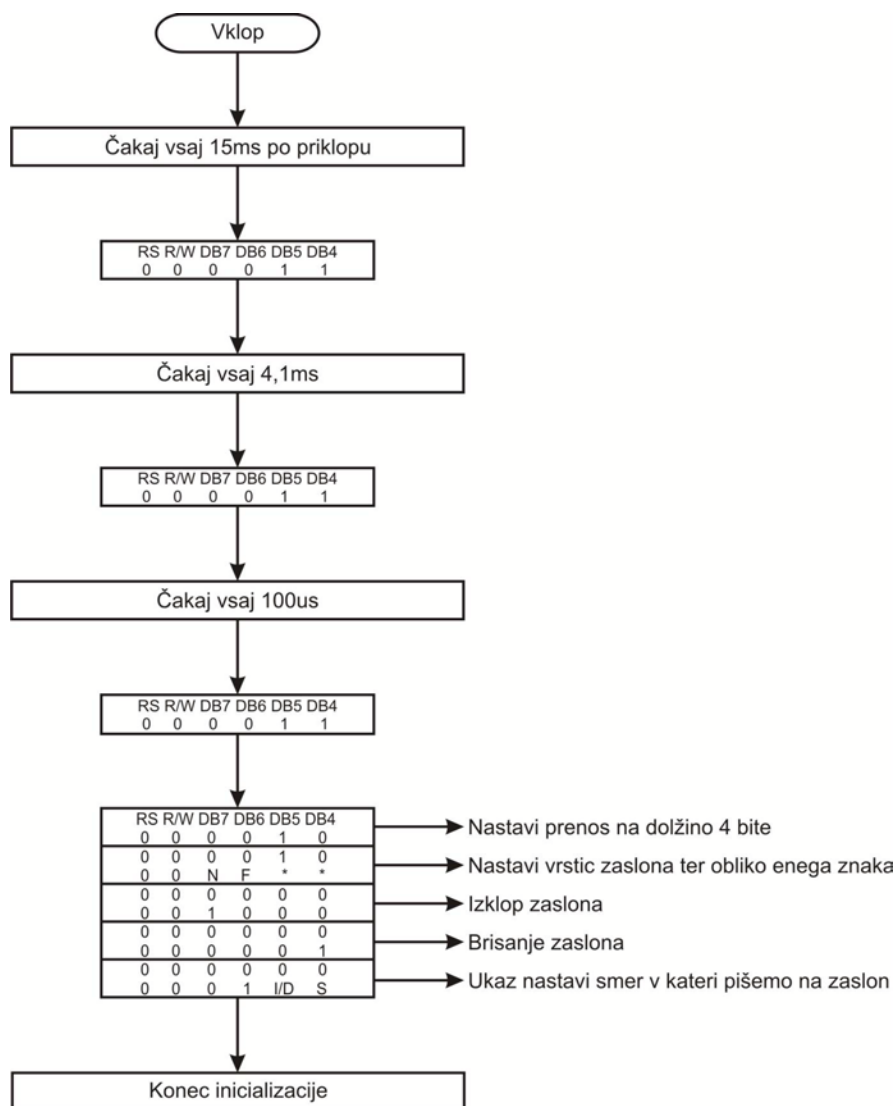 Vklop
Čakaj vsaj 15ms po priklopu
RS R/W DB7 DB6 DB5 DB4
0 0 0 0 1 1
Čakaj vsaj 4,1ms
RS R/W DB7 DB6 DB5 DB4
0 0 0 0 1 1
Čakaj vsaj 100us
RS R/W DB7 DB6 DB5 DB4
0 0 0 0 1 1
RS R/W DB7 DB6 DB5 DB4
0 0 0 0 1 0
Nastavi prenos na dolžino 4 bite
0 0 0 0 1 0
0 0 N F * *
Nastavi vrstic zaslona ter obliko enega znaka
0 0 0 0 0 0
0 0 1 0 0 0
Izklop zaslona
0 0 0 0 0 0
0 0 0 0 0 1
Brisanje zaslona
0 0 0 0 0 0
0 0 0 1 I/D S
Ukaz nastavi smer v kateri pišemo na zaslon
Konec inicializacije